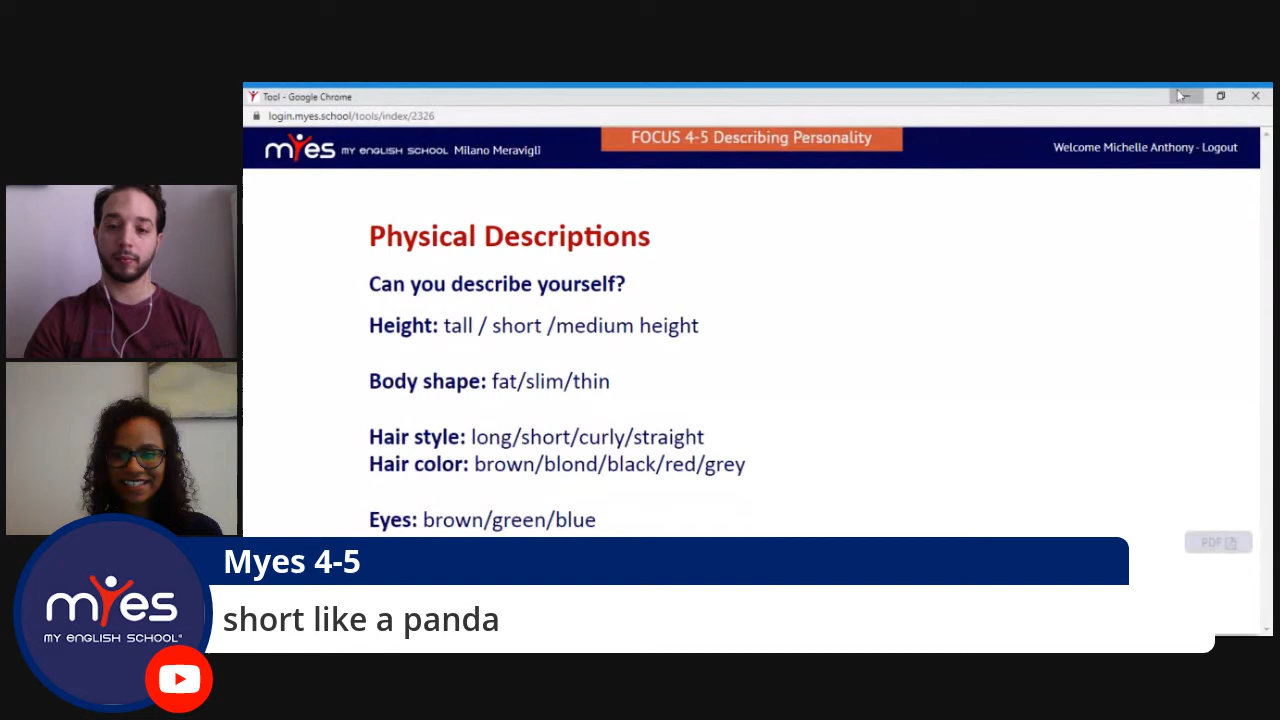 Tool - Google Chrome
login.myes.school/tools/index/2326
myes MY ENGLISH SCHOOL Milano Meravigli
FOCUS 4-5 Describing Personality
Welcome Michelle Anthony - Logout
Physical Descriptions
Can you describe yourself?
Height: tall / short /medium height
Body shape: fat/slim/thin
Hair style: long/short/curly/straight
Hair color: brown/blond/black/red/grey
Eyes: brown/green/blue
PDF
Myes 4-5
short like a panda
myes
MY ENGLISH SCHOOL